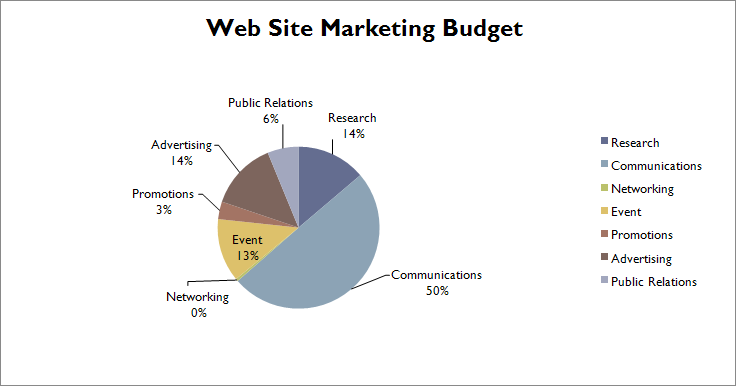 Web Site Marketing Budget
Public Relations
6%
Research
14%
Advertising
14%
Promotions
3%
Event
13%
Communications
50%
Networking
0%
Research
Communications
Networking
Event
Promotions
Advertising
Public Relations